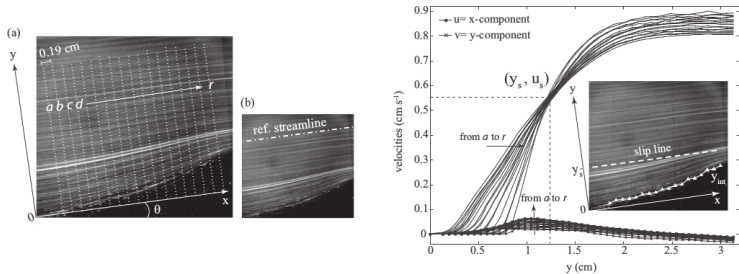 (a)
y
0.19 cm
a b c d
r
x
0
θ
(b)
ref. streamline
velocities (cm s⁻¹)
0.9
0.8
0.7
0.6
0.5
0.4
0.3
0.2
0.1
0
u= x-component
v= y-component
(yₛ , uₛ)
from a to r
from a to r
y
slip line
yₛ
y_int
x
0
0 0.5 1 1.5 2 2.5 3
y (cm)